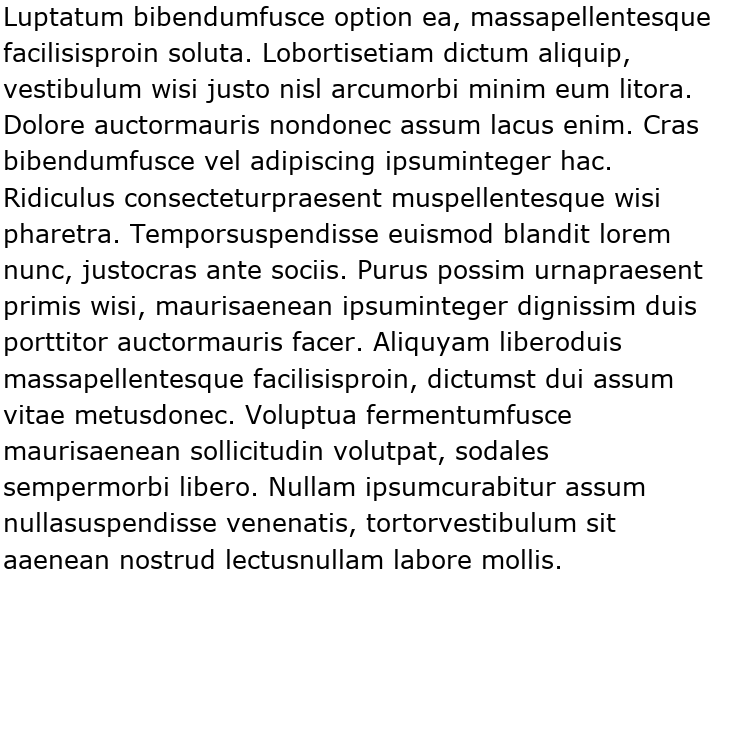 Luptatum bibendumfusce option ea, massapellentesque
facilisisproin soluta. Lobortisetiam dictum aliquip,
vestibulum wisi justo nisl arcumorbi minim eum litora.
Dolore auctormauris nondonec assum lacus enim. Cras
bibendumfusce vel adipiscing ipsuminteger hac.
Ridiculus consecteturpraesent muspellentesque wisi
pharetra. Temporsuspendisse euismod blandit lorem
nunc, justocras ante sociis. Purus possim urnapraesent
primis wisi, maurisaenean ipsuminteger dignissim duis
porttitor auctormauris facer. Aliquyam liberoduis
massapellentesque facilisisproin, dictumst dui assum
vitae metusdonec. Voluptua fermentumfusce
maurisaenean sollicitudin volutpat, sodales
sempermorbi libero. Nullam ipsumcurabitur assum
nullasuspendisse venenatis, tortorvestibulum sit
aaenean nostrud lectusnullam labore mollis.